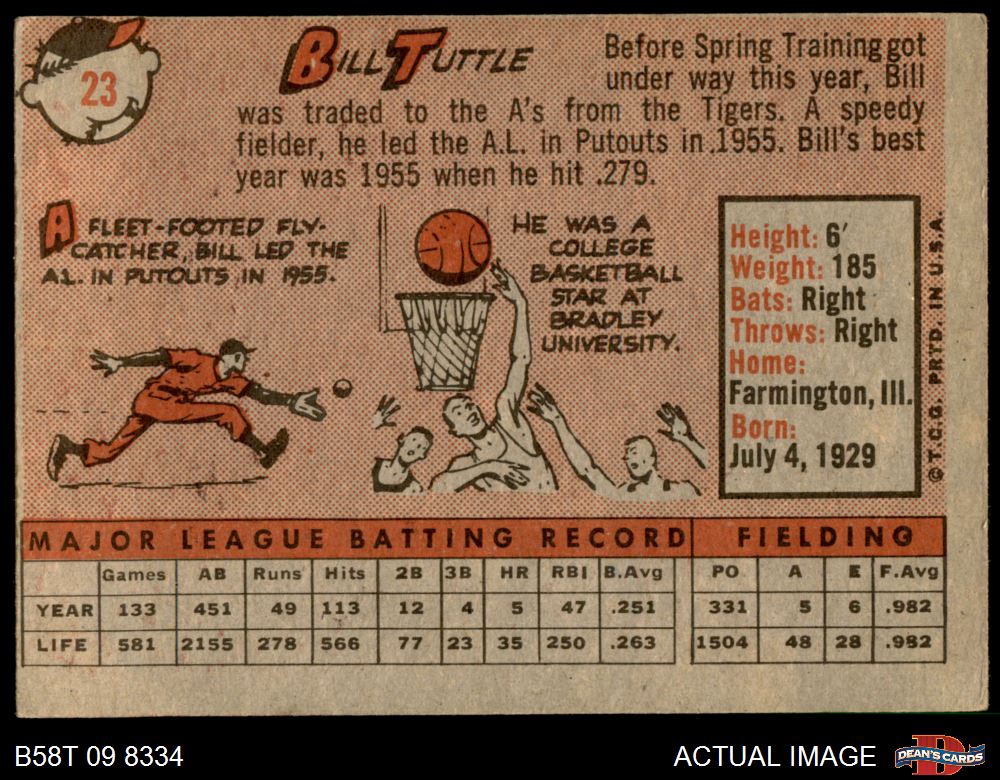 23
BILL TUTTLE
Before Spring Training got
under way this year, Bill
was traded to the A's from the Tigers. A speedy
fielder, he led the A.L. in Putouts in 1955. Bill's best
year was 1955 when he hit .279.
A FLEET-FOOTED FLY-
CATCHER, BILL LED THE
A.L. IN PUTOUTS IN 1955.
HE WAS A
COLLEGE
BASKETBALL
STAR AT
BRADLEY
UNIVERSITY.
Height: 6'
Weight: 185
Bats: Right
Throws: Right
Home:
Farmington, Ill.
Born:
July 4, 1929
©T.C.G. PRTD. IN U.S.A.
MAJOR LEAGUE BATTING RECORD FIELDING
Games AB Runs Hits 2B 3B HR RBI B.Avg PO A E F.Avg
YEAR 133 451 49 113 12 4 5 47 .251 331 5 6 .982
LIFE 581 2155 278 566 77 23 35 250 .263 1504 48 28 .982
B58T 09 8334
ACTUAL IMAGE
D
DEAN'S CARDS